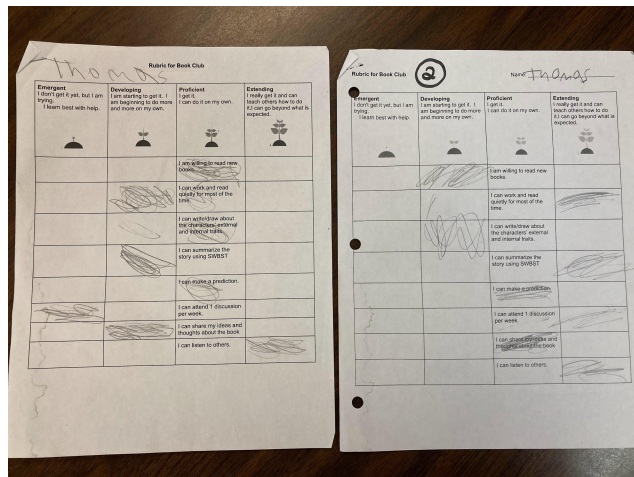 Thomas
Rubric for Book Club
Emergent
I don't get it yet, but I am
trying.
I learn best with help.
Developing
I am starting to get it. I
am beginning to do more
and more on my own.
Proficient
I get it.
I can do it on my own.
Extending
I really get it and can
teach others how to do
it.I can go beyond what is
expected.
I am willing to read new
books.
I can work and read
quietly for most of the
time.
I can write/draw about
the characters' external
and internal traits.
I can summarize the
story using SWBST
I can make a prediction.
I can attend 1 discussion
per week.
I can share my ideas and
thoughts about the book
I can listen to others.
Rubric for Book Club
2
Name: Thomas
Emergent
I don't get it yet, but I am
trying.
I learn best with help.
Developing
I am starting to get it. I
am beginning to do more
and more on my own.
Proficient
I get it.
I can do it on my own.
Extending
I really get it and can
teach others how to do
it.I can go beyond what is
expected.
I am willing to read new
books.
I can work and read
quietly for most of the
time.
I can write/draw about
the characters' external
and internal traits.
I can summarize the
story using SWBST
I can make a prediction.
I can attend 1 discussion
per week.
I can share my ideas and
thoughts about the book
I can listen to others.